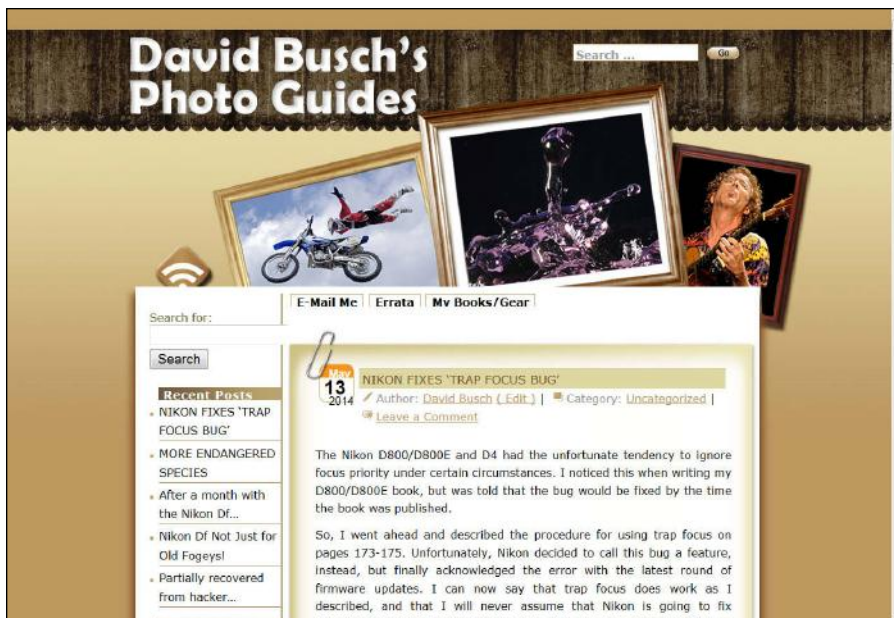 David Busch's
Photo Guides
Search ...
Go
E-Mail Me
Errata
My Books/Gear
Search for:
Search
Recent Posts
NIKON FIXES 'TRAP
FOCUS BUG'
MORE ENDANGERED
SPECIES
After a month with
the Nikon Df...
Nikon Df Not Just for
Old Fogeys!
Partially recovered
from hacker...
May
13
2014
NIKON FIXES 'TRAP FOCUS BUG'
Author: David Busch ( Edit ) | Category: Uncategorized |
Leave a Comment
The Nikon D800/D800E and D4 had the unfortunate tendency to ignore
focus priority under certain circumstances. I noticed this when writing my
D800/D800E book, but was told that the bug would be fixed by the time
the book was published.
So, I went ahead and described the procedure for using trap focus on
pages 173-175. Unfortunately, Nikon decided to call this bug a feature,
instead, but finally acknowledged the error with the latest round of
firmware updates. I can now say that trap focus does work as I
described, and that I will never assume that Nikon is going to fix